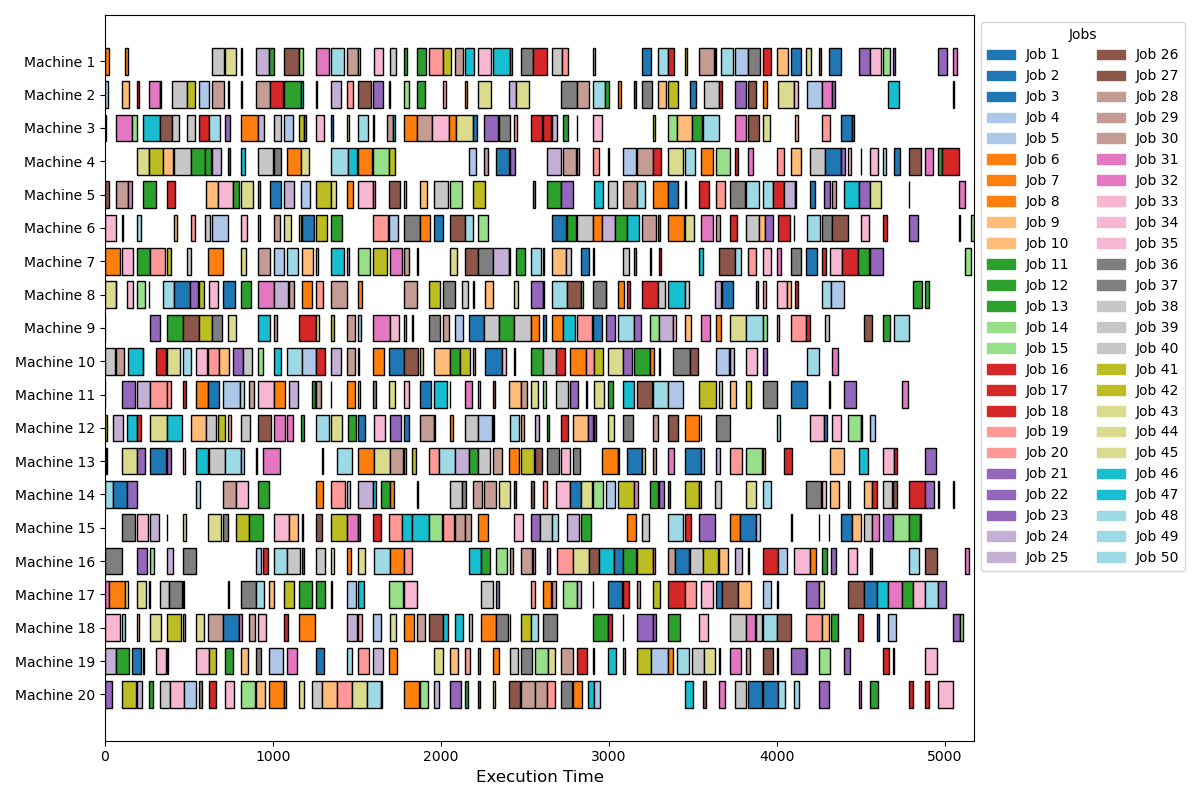 Machine 1
Machine 2
Machine 3
Machine 4
Machine 5
Machine 6
Machine 7
Machine 8
Machine 9
Machine 10
Machine 11
Machine 12
Machine 13
Machine 14
Machine 15
Machine 16
Machine 17
Machine 18
Machine 19
Machine 20
0 1000 2000 3000 4000 5000
Execution Time
Jobs
Job 1
Job 2
Job 3
Job 4
Job 5
Job 6
Job 7
Job 8
Job 9
Job 10
Job 11
Job 12
Job 13
Job 14
Job 15
Job 16
Job 17
Job 18
Job 19
Job 20
Job 21
Job 22
Job 23
Job 24
Job 25
Job 26
Job 27
Job 28
Job 29
Job 30
Job 31
Job 32
Job 33
Job 34
Job 35
Job 36
Job 37
Job 38
Job 39
Job 40
Job 41
Job 42
Job 43
Job 44
Job 45
Job 46
Job 47
Job 48
Job 49
Job 50